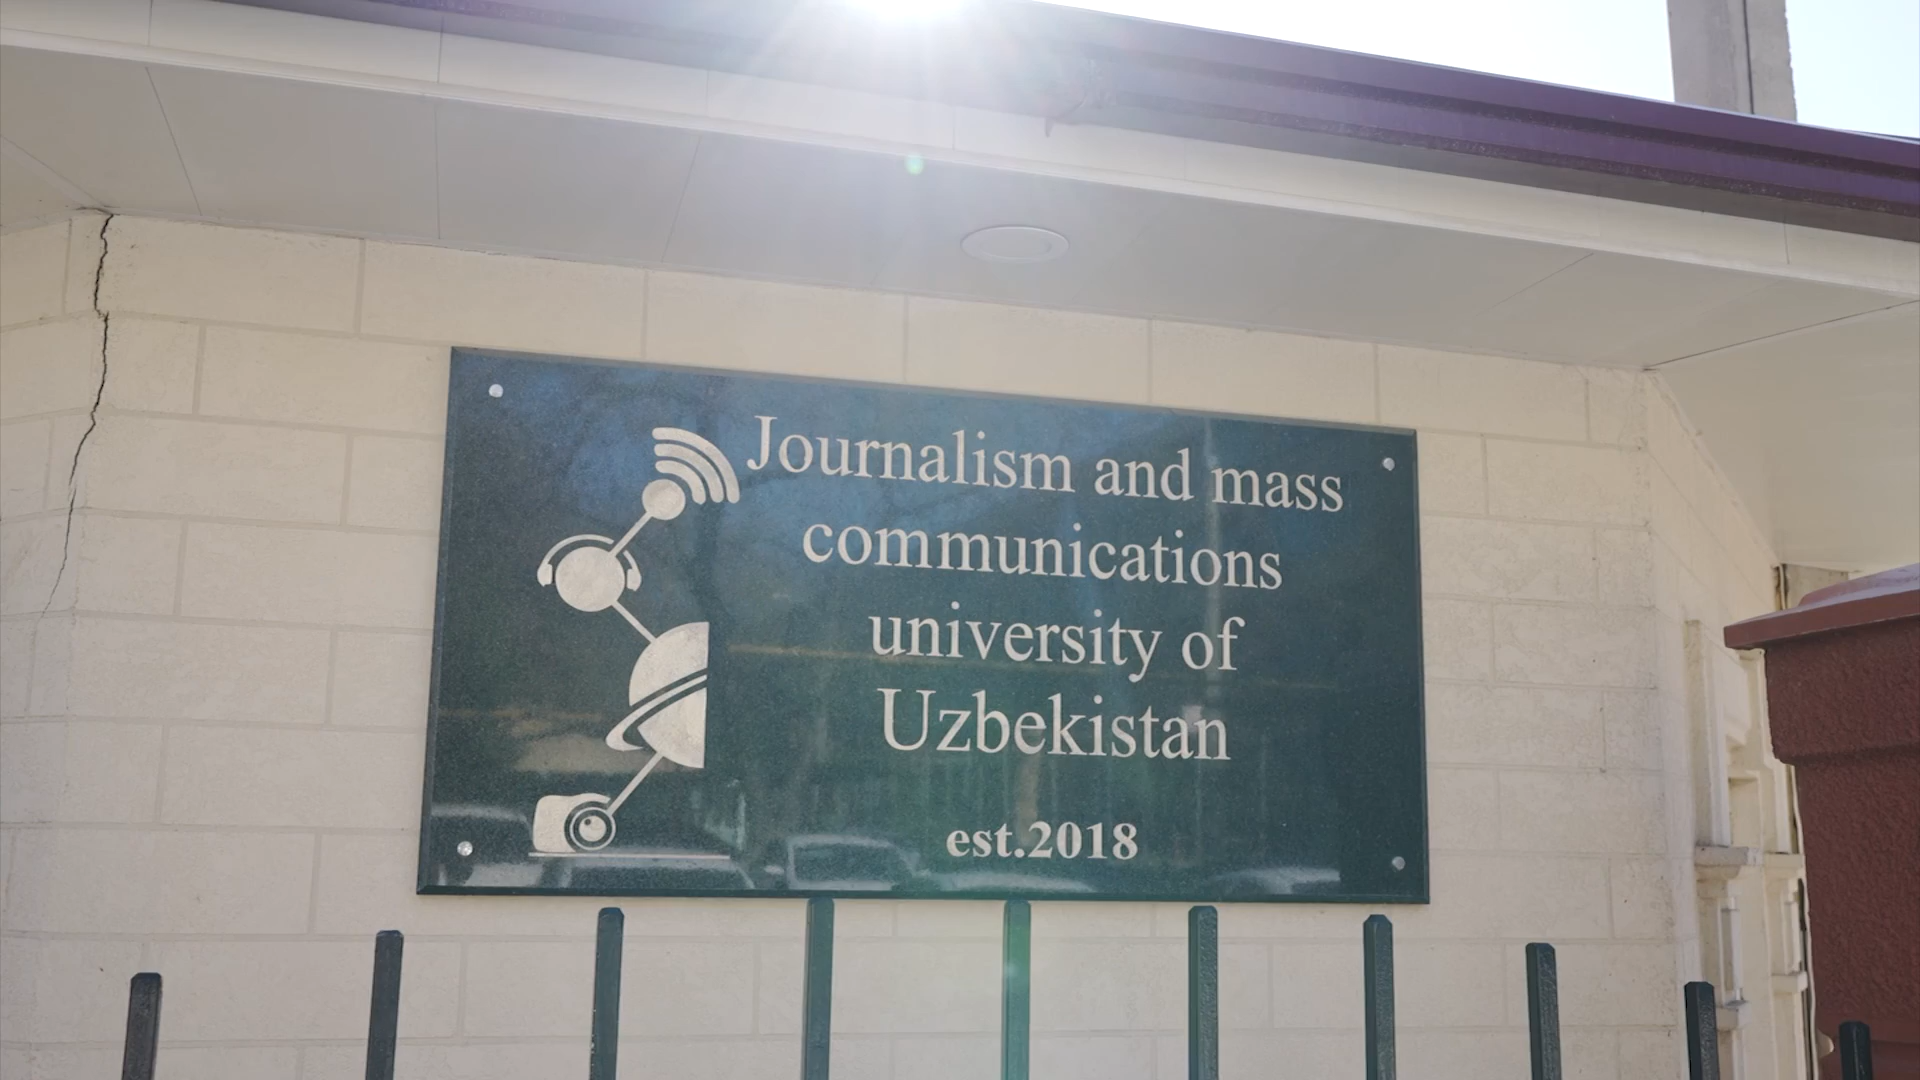 Journalism and mass
communications
university of
Uzbekistan
est.2018